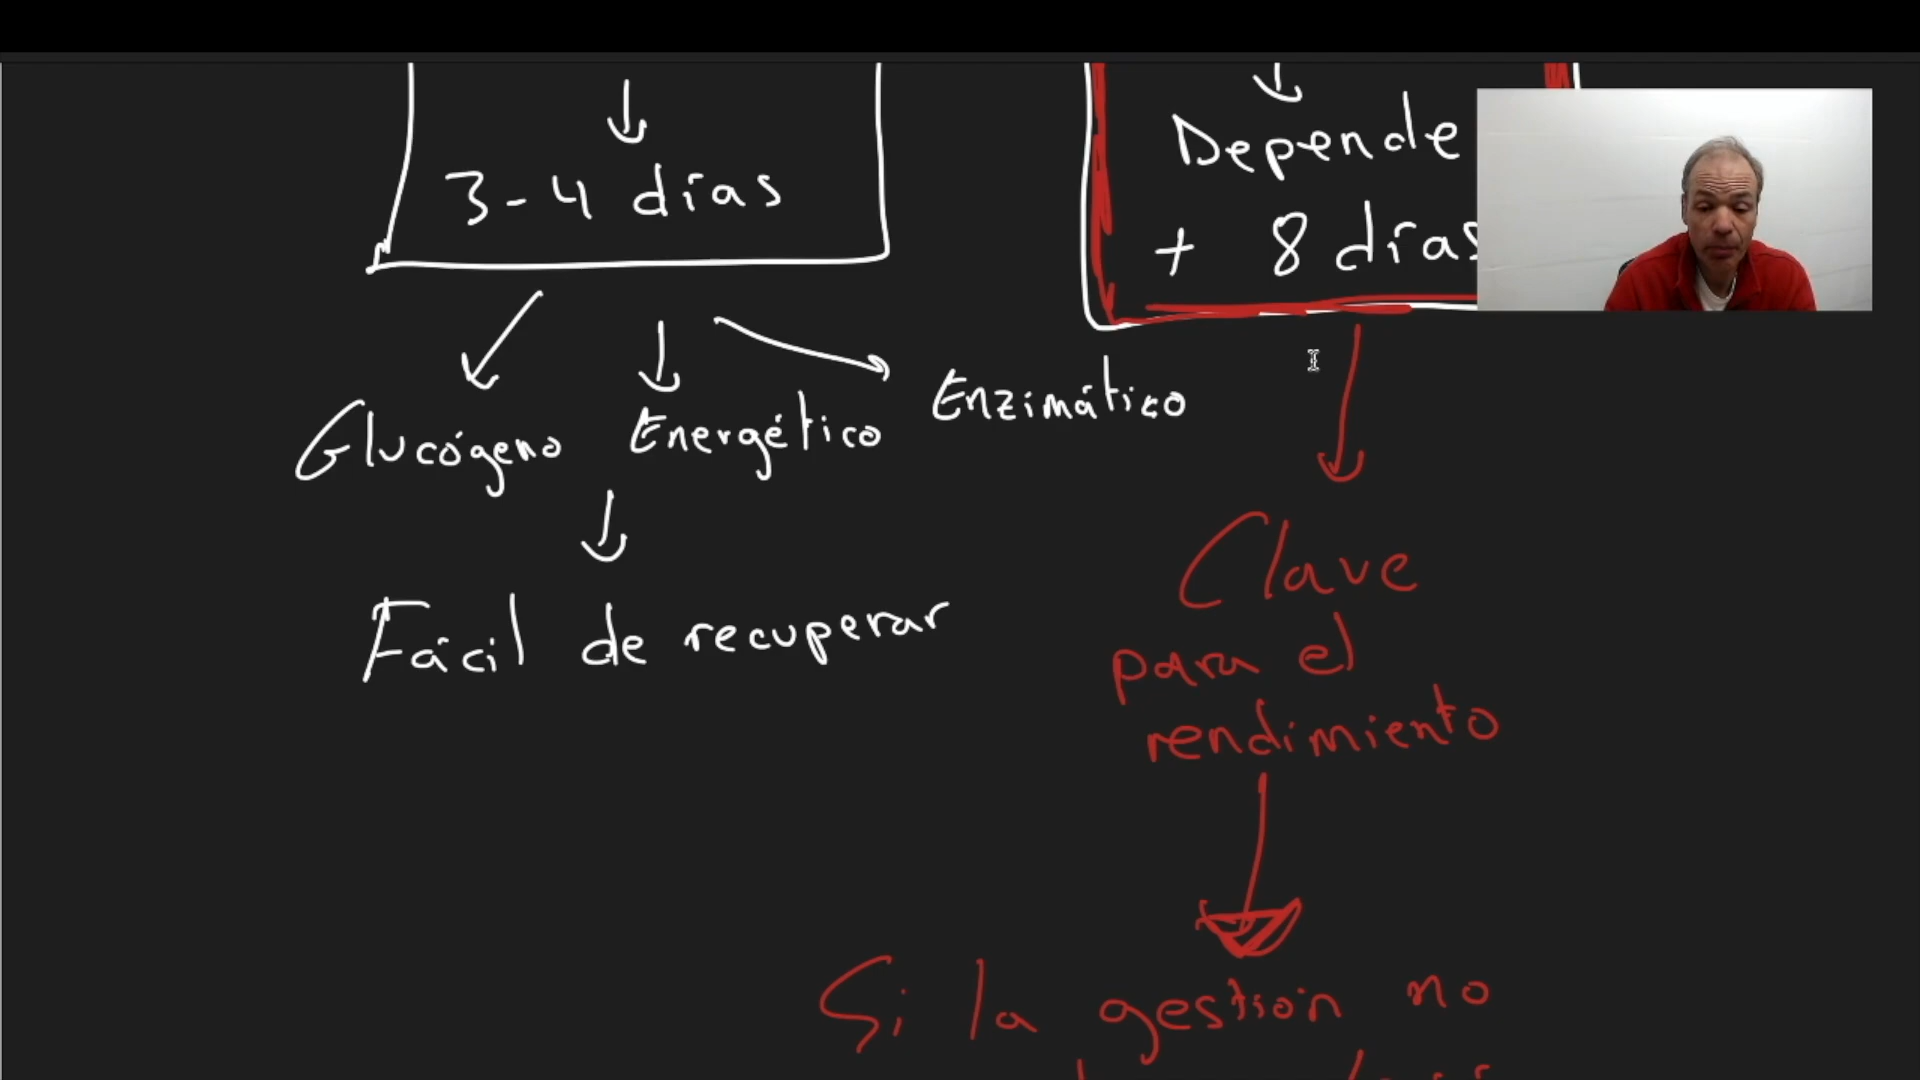 3-4 días
Depende
+ 8 días
Glucógeno Energético Enzimático
Fácil de recuperar
Clave
para el
rendimiento
Si la gestión no